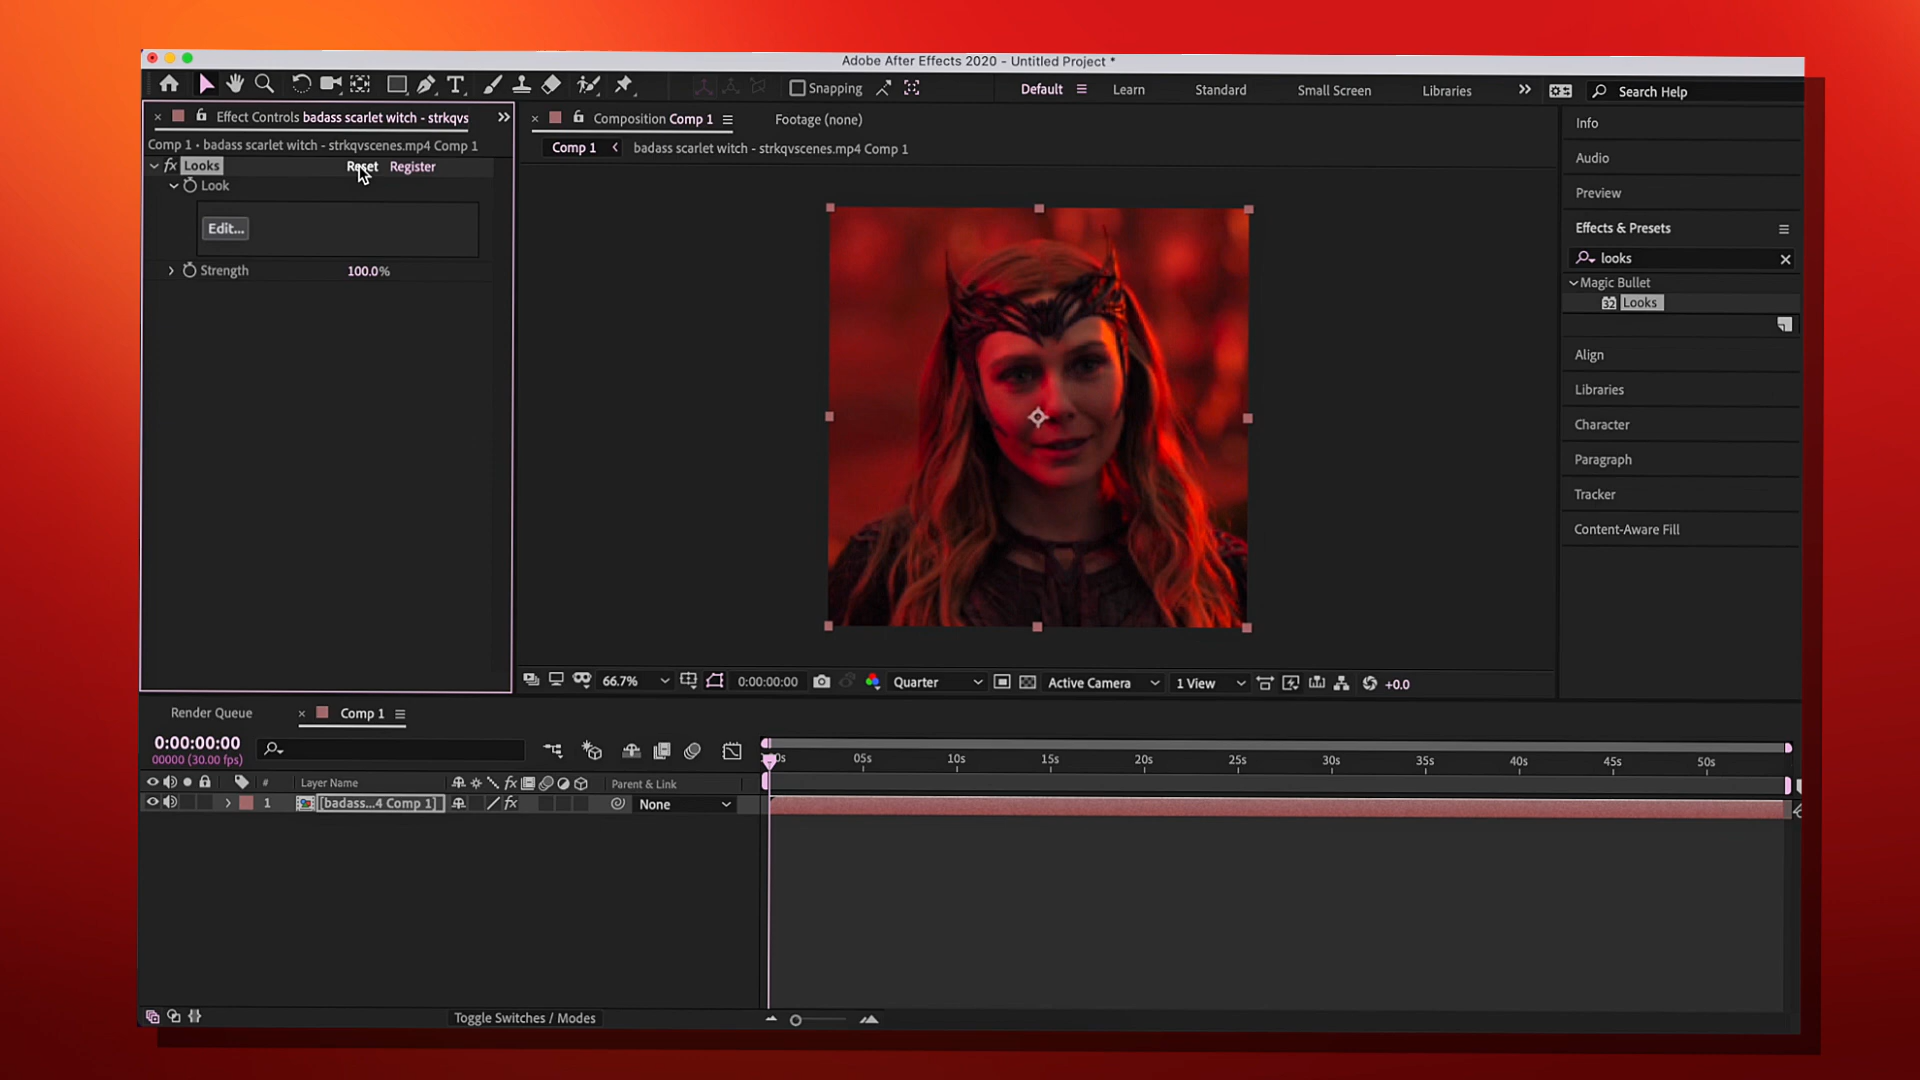 Adobe After Effects 2020 - Untitled Project *
Snapping
Default
Learn
Standard
Small Screen
Libraries
Search Help
Effect Controls badass scarlet witch - strkqvs
Comp 1 • badass scarlet witch - strkqvscenes.mp4 Comp 1
fx Looks
Reset
Register
Look
Edit...
Strength
100.0%
Composition Comp 1
Footage (none)
Comp 1
badass scarlet witch - strkqvscenes.mp4 Comp 1
66.7%
0:00:00:00
Quarter
Active Camera
1 View
+0.0
Info
Audio
Preview
Effects & Presets
looks
Magic Bullet
32 Looks
Align
Libraries
Character
Paragraph
Tracker
Content-Aware Fill
Render Queue
Comp 1
0:00:00:00
00000 (30.00 fps)
05s
10s
15s
20s
25s
30s
35s
40s
45s
50s
#
Layer Name
fx
Parent & Link
1
[badass...4 Comp 1]
fx
None
Toggle Switches / Modes